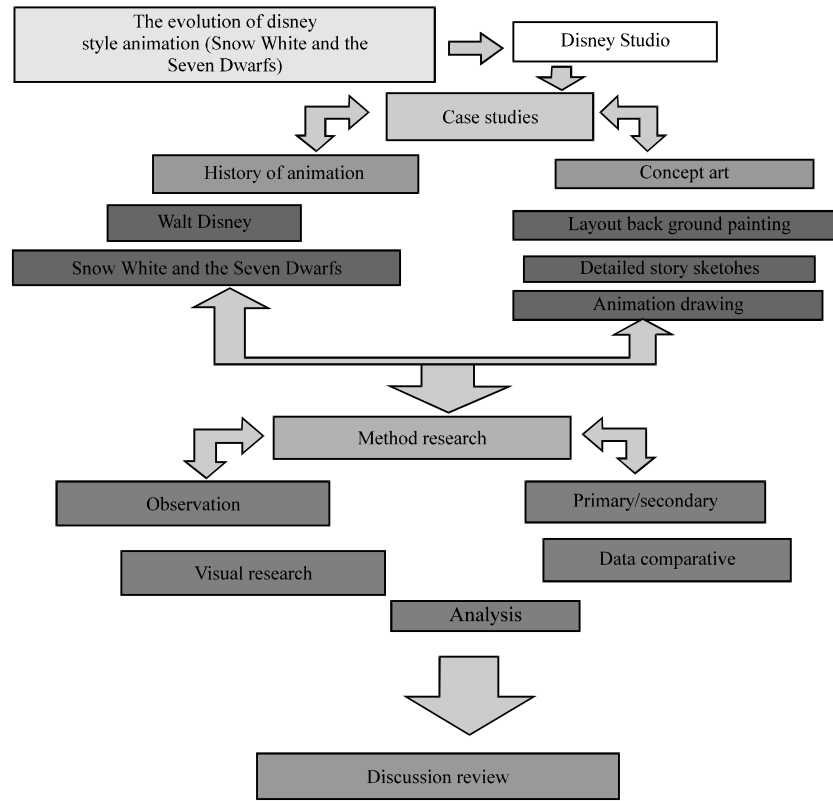 The evolution of disney
style animation (Snow White and the
Seven Dwarfs)
Disney Studio
Case studies
History of animation
Concept art
Walt Disney
Layout back ground painting
Snow White and the Seven Dwarfs
Detailed story sketohes
Animation drawing
Method research
Observation
Primary/secondary
Visual research
Data comparative
Analysis
Discussion review